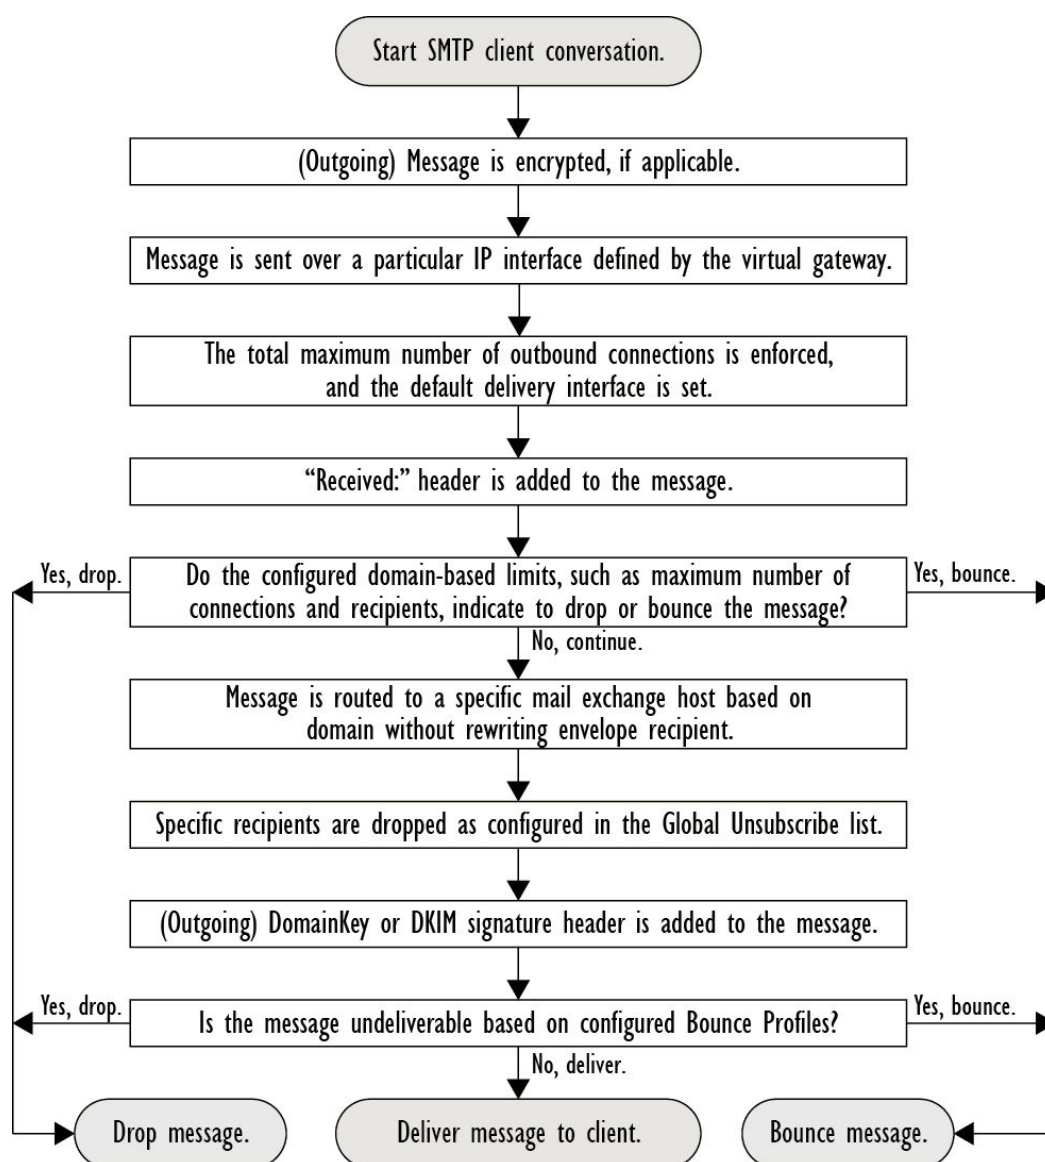 Start SMTP client conversation.
(Outgoing) Message is encrypted, if applicable.
Message is sent over a particular IP interface defined by the virtual gateway.
The total maximum number of outbound connections is enforced,
and the default delivery interface is set.
“Received:” header is added to the message.
Yes, drop.
Do the configured domain-based limits, such as maximum number of
connections and recipients, indicate to drop or bounce the message?
Yes, bounce.
No, continue.
Message is routed to a specific mail exchange host based on
domain without rewriting envelope recipient.
Specific recipients are dropped as configured in the Global Unsubscribe list.
(Outgoing) DomainKey or DKIM signature header is added to the message.
Yes, drop.
Is the message undeliverable based on configured Bounce Profiles?
Yes, bounce.
No, deliver.
Drop message.
Deliver message to client.
Bounce message.